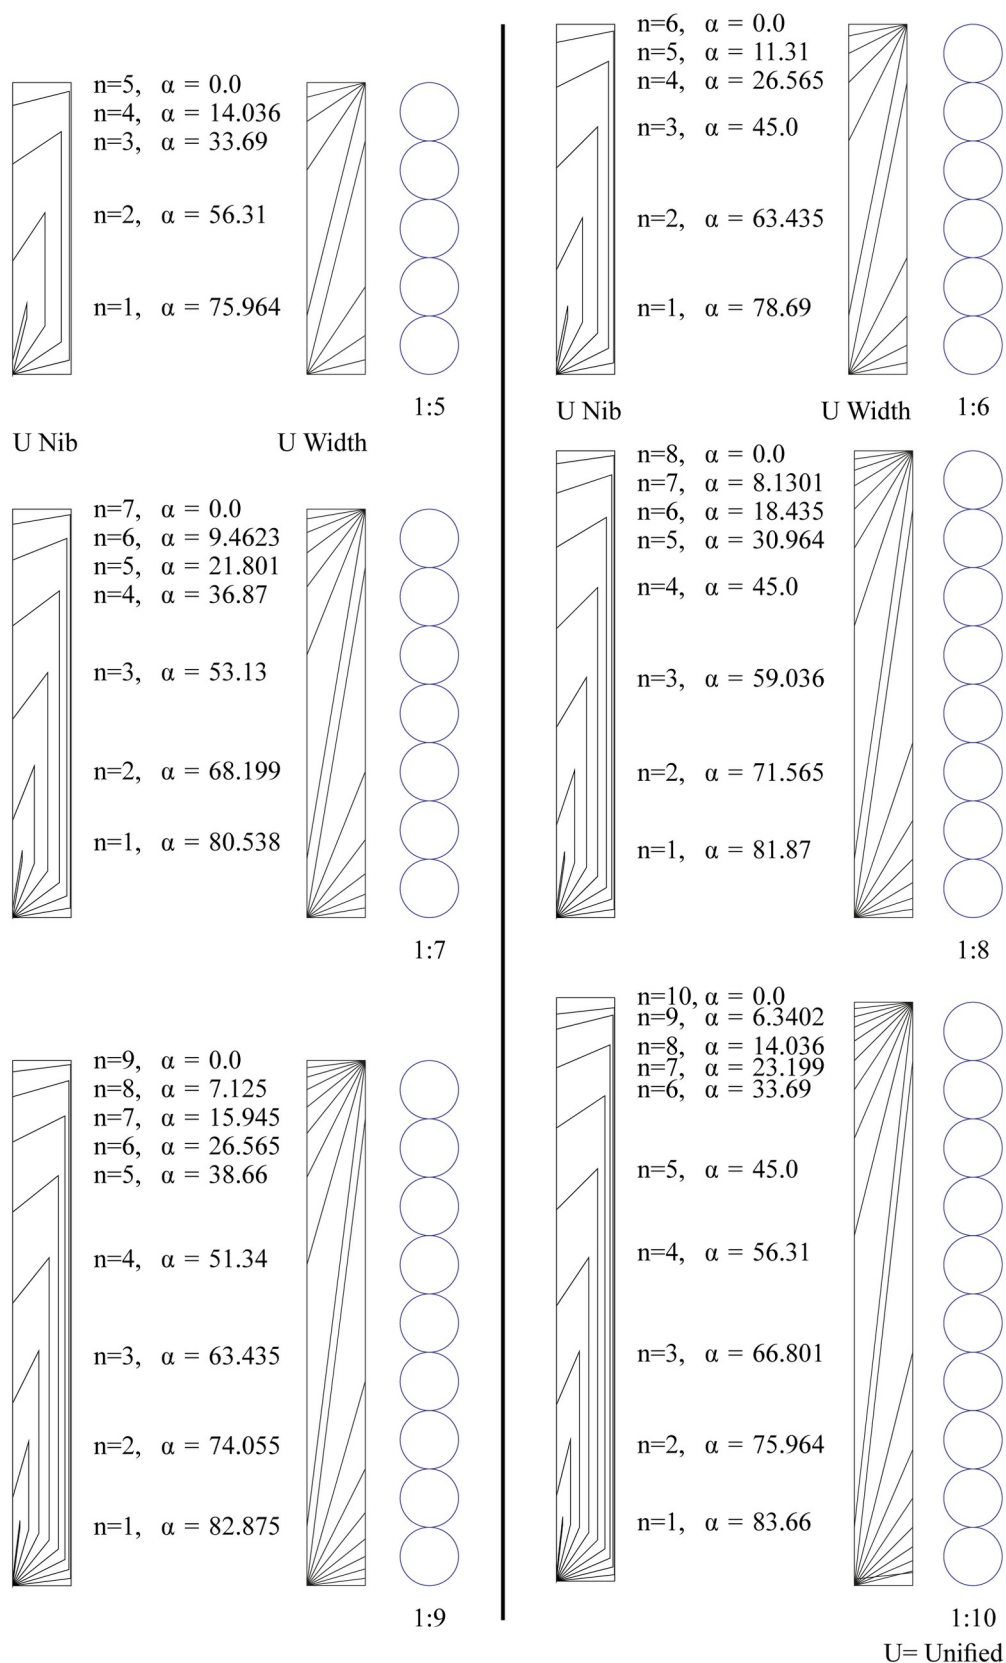 n=5, α = 0.0
n=4, α = 14.036
n=3, α = 33.69
n=2, α = 56.31
n=1, α = 75.964
1:5
U Nib
U Width
n=6, α = 0.0
n=5, α = 11.31
n=4, α = 26.565
n=3, α = 45.0
n=2, α = 63.435
n=1, α = 78.69
U Nib
U Width
1:6
n=7, α = 0.0
n=6, α = 9.4623
n=5, α = 21.801
n=4, α = 36.87
n=3, α = 53.13
n=2, α = 68.199
n=1, α = 80.538
1:7
n=8, α = 0.0
n=7, α = 8.1301
n=6, α = 18.435
n=5, α = 30.964
n=4, α = 45.0
n=3, α = 59.036
n=2, α = 71.565
n=1, α = 81.87
1:8
n=9, α = 0.0
n=8, α = 7.125
n=7, α = 15.945
n=6, α = 26.565
n=5, α = 38.66
n=4, α = 51.34
n=3, α = 63.435
n=2, α = 74.055
n=1, α = 82.875
1:9
n=10, α = 0.0
n=9, α = 6.3402
n=8, α = 14.036
n=7, α = 23.199
n=6, α = 33.69
n=5, α = 45.0
n=4, α = 56.31
n=3, α = 66.801
n=2, α = 75.964
n=1, α = 83.66
1:10
U= Unified